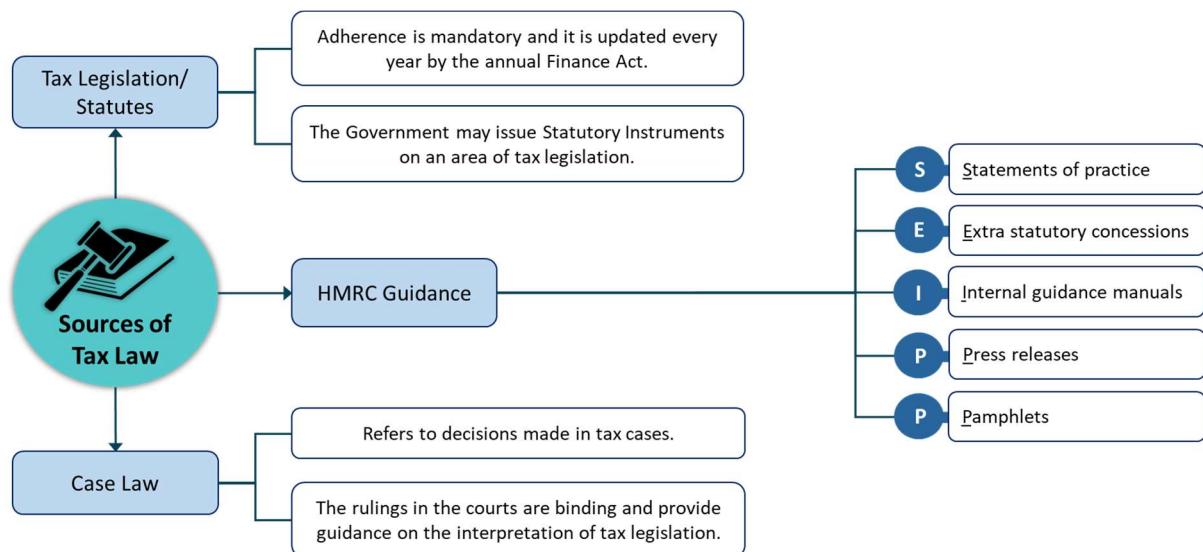 Tax Legislation/
Statutes
Adherence is mandatory and it is updated every
year by the annual Finance Act.
The Government may issue Statutory Instruments
on an area of tax legislation.
Sources of
Tax Law
HMRC Guidance
S
Statements of practice
E
Extra statutory concessions
I
Internal guidance manuals
P
Press releases
P
Pamphlets
Case Law
Refers to decisions made in tax cases.
The rulings in the courts are binding and provide
guidance on the interpretation of tax legislation.